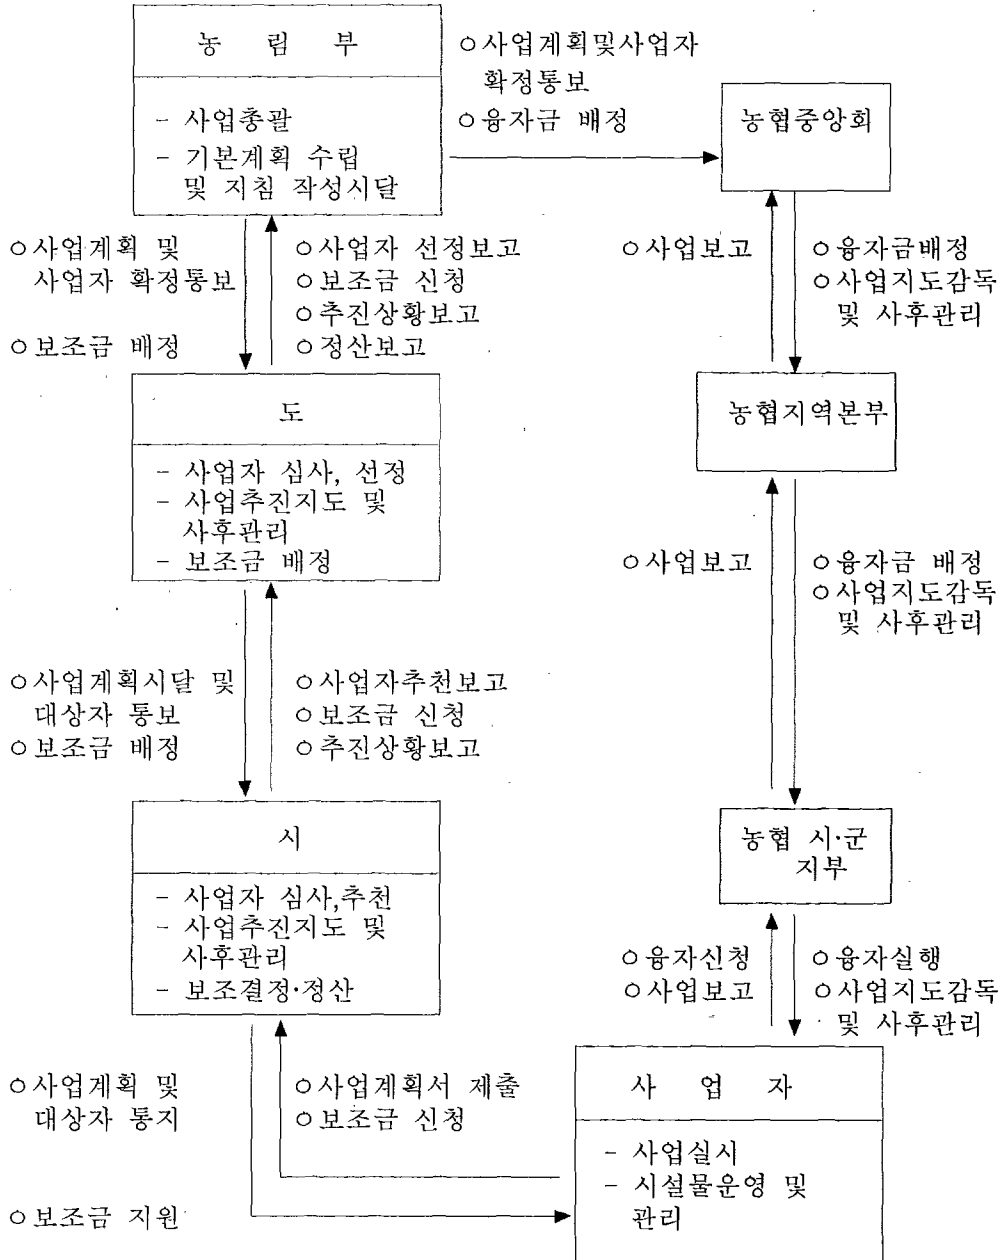 농 림 부
- 사업총괄
- 기본계획 수립
및 지침 작성시달
○사업계획및사업자
확정통보
○융자금 배정
농협중앙회
○사업계획 및
사업자 확정통보
○보조금 배정
○사업자 선정보고
○보조금 신청
○추진상황보고
○정산보고
○사업보고
○융자금배정
○사업지도감독
및 사후관리
도
- 사업자 심사, 선정
- 사업추진지도 및
사후관리
- 보조금 배정
농협지역본부
○사업계획시달 및
대상자 통보
○보조금 배정
○사업자추천보고
○보조금 신청
○추진상황보고
○사업보고
○융자금 배정
○사업지도감독
및 사후관리
시
- 사업자 심사,추천
- 사업추진지도 및
사후관리
- 보조결정·정산
농협 시·군
지부
○융자신청
○사업보고
○융자실행
○사업지도감독
및 사후관리
○사업계획 및
대상자 통지
○보조금 지원
○사업계획서 제출
○보조금 신청
사 업 자
- 사업실시
- 시설물운영 및
관리